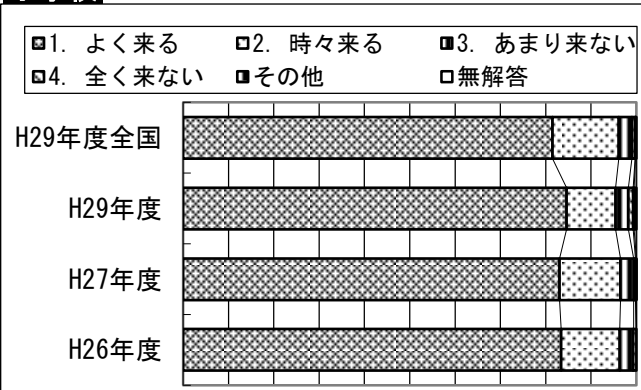 1. よく来る 2. 時々来る 3. あまり来ない
4. 全く来ない その他 無解答
H29年度全国
H29年度
H27年度
H26年度